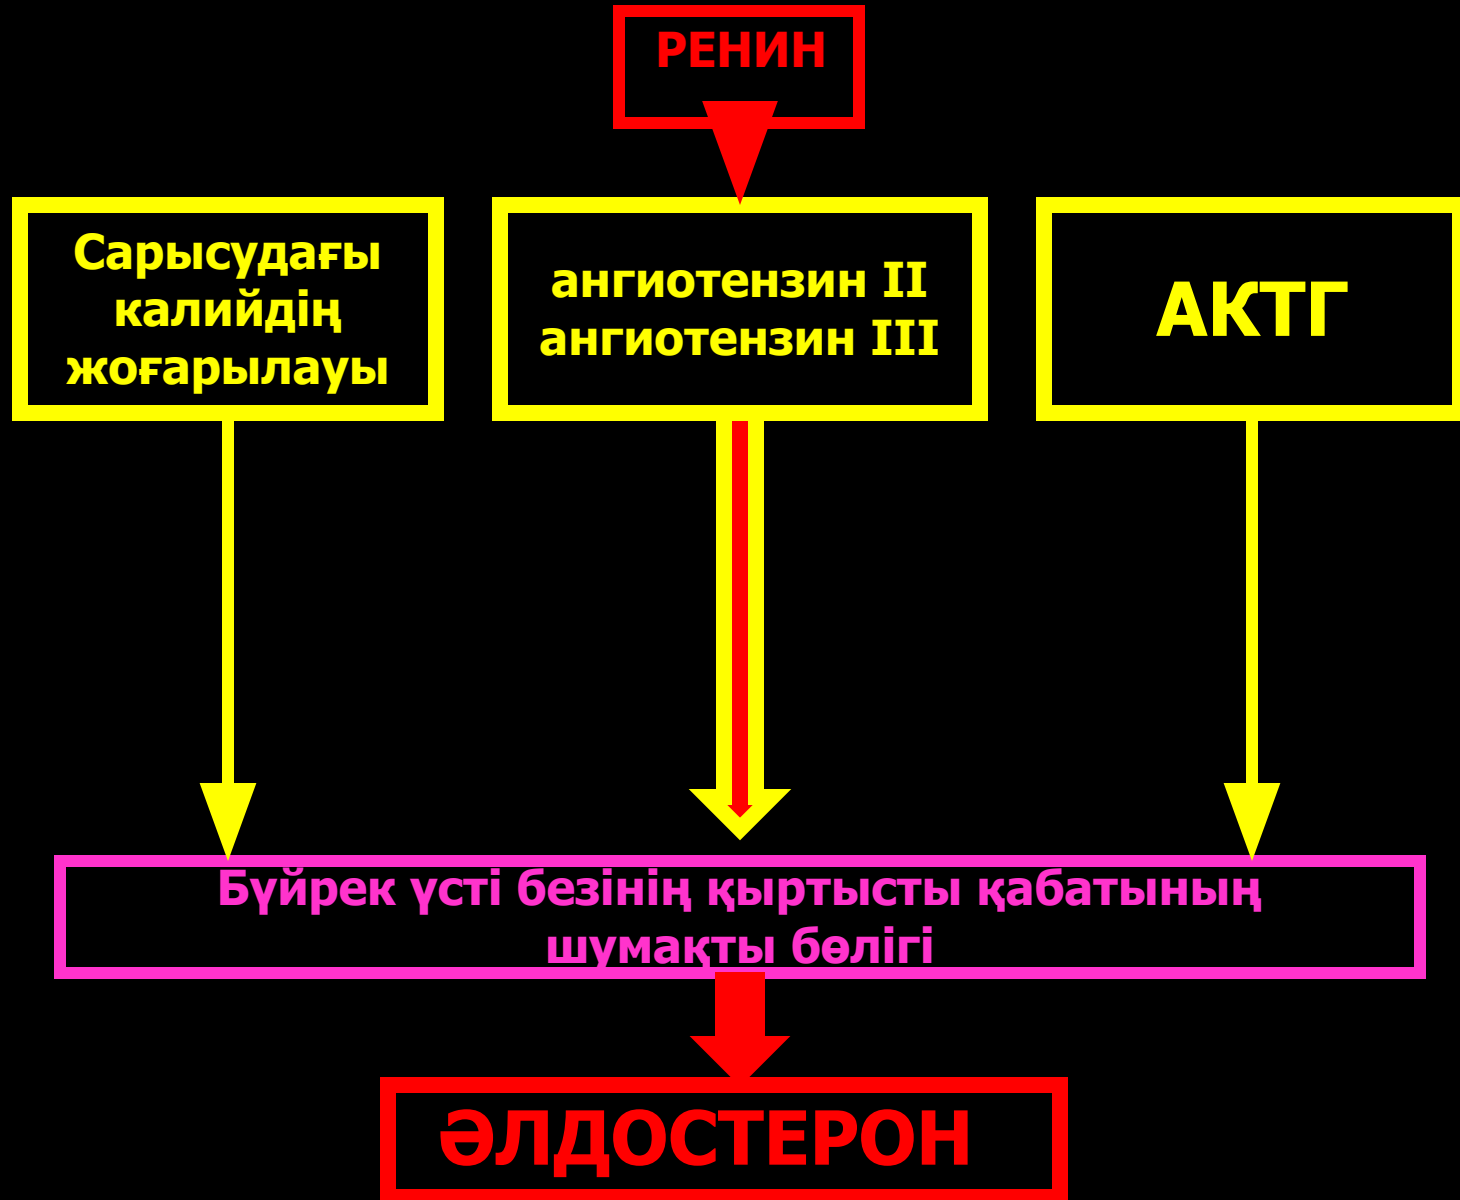 РЕНИН
Сарысудағы
калийдің
жоғарылауы
ангиотензин II
ангиотензин III
АКТГ
Бүйрек үсті безінің қыртысты қабатының
шумақты бөлігі
ӘЛДОСТЕРОН